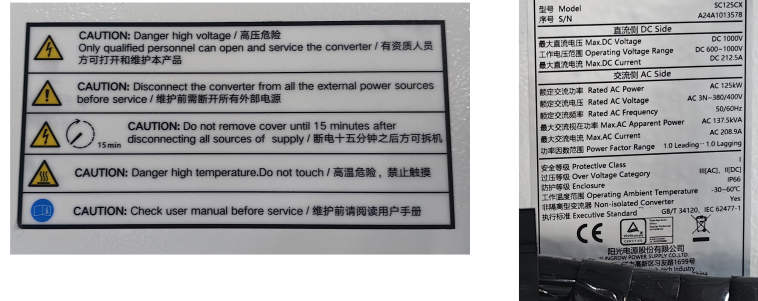 CAUTION: Danger high voltage / 高压危险
Only qualified personnel can open and service the converter / 有资质人员
方可打开和维护本产品
CAUTION: Disconnect the converter from all the external power sources
before service / 维护前需断开所有外部电源
15min
CAUTION: Do not remove cover until 15 minutes after
disconnecting all sources of supply / 断电十五分钟之后方可拆机
CAUTION: Danger high temperature.Do not touch / 高温危险，禁止触摸
CAUTION: Check user manual before service / 维护前请阅读用户手册
型号 Model SC125CX
序号 S/N A24A1013578
直流侧 DC Side
最大直流电压 Max.DC Voltage DC 1000V
工作电压范围 Operating Voltage Range DC 600~1000V
最大直流电流 Max.DC Current DC 212.5A
交流侧 AC Side
额定交流功率 Rated AC Power AC 125kW
额定交流电压 Rated AC Voltage AC 3N~380/400V
额定交流频率 Rated AC Frequency 50/60Hz
最大交流视在功率 Max.AC Apparent Power AC 137.5kVA
最大交流电流 Max.AC Current AC 208.9A
功率因数范围 Power Factor Range 1.0 Leading~1.0 Lagging
安全等级 Protective Class I
过压等级 Over Voltage Category III[AC], II[DC]
防护等级 Enclosure IP66
工作温度范围 Operating Ambient Temperature -30~60℃
非隔离型变流器 Non-isolated Converter Yes
执行标准 Executive Standard GB/T 34120, IEC 62477-1
CE
阳光电源股份有限公司
SUNGROW POWER SUPPLY CO.,LTD.
高新区习友路1699号
Industry
China